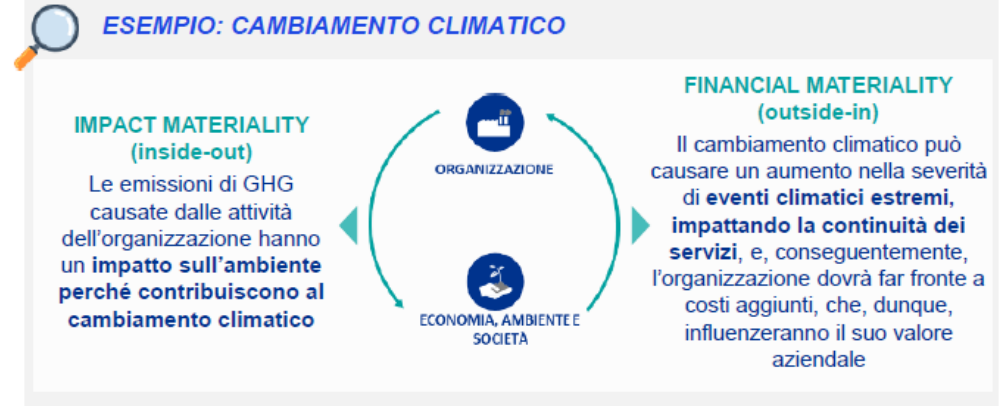 ESEMPIO: CAMBIAMENTO CLIMATICO
IMPACT MATERIALITY
(inside-out)
Le emissioni di GHG
causate dalle attività
dell'organizzazione hanno
un impatto sull'ambiente
perché contribuiscono al
cambiamento climatico
ORGANIZZAZIONE
ECONOMIA, AMBIENTE E
SOCIETÀ
FINANCIAL MATERIALITY
(outside-in)
Il cambiamento climatico può
causare un aumento nella severità
di eventi climatici estremi,
impattando la continuità dei
servizi, e, conseguentemente,
l'organizzazione dovrà far fronte a
costi aggiunti, che, dunque,
influenzeranno il suo valore
aziendale